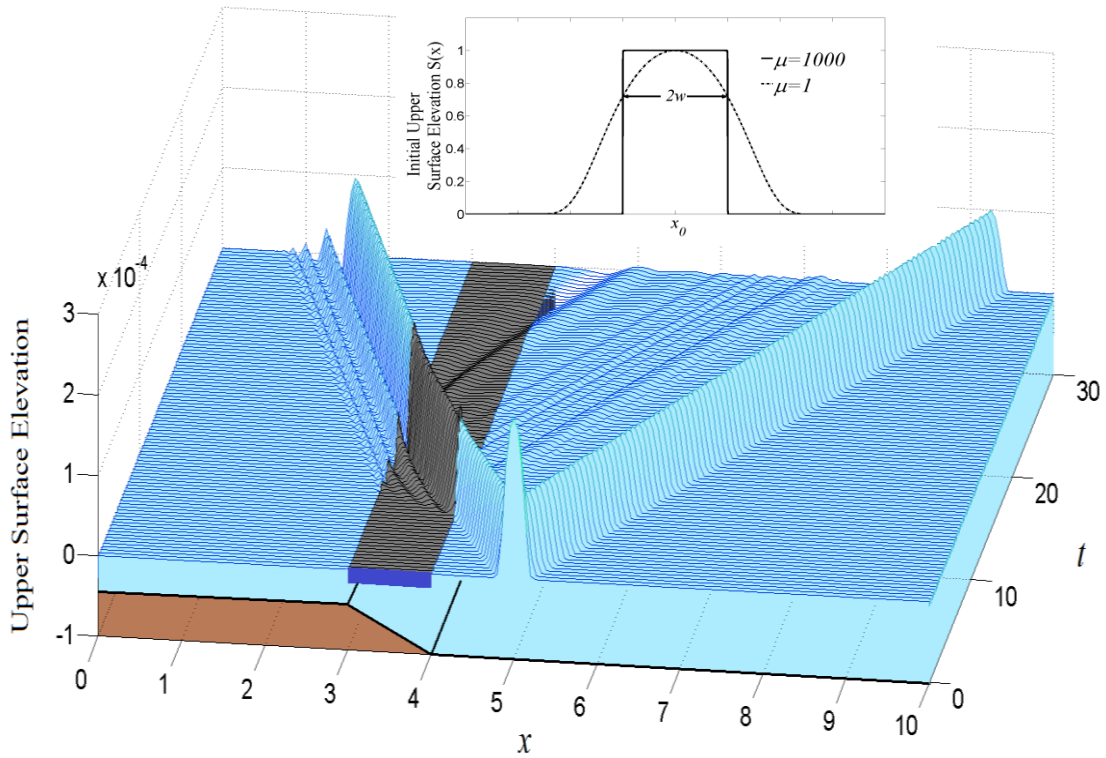 Initial Upper
Surface Elevation S(x)
1
0.8
0.6
0.4
0.2
0
μ=1000
μ=1
2w
x0
x 10-4
3
2
1
0
-1
Upper Surface Elevation
0
1
2
3
4
5
6
7
8
9
10
x
0
10
20
30
t